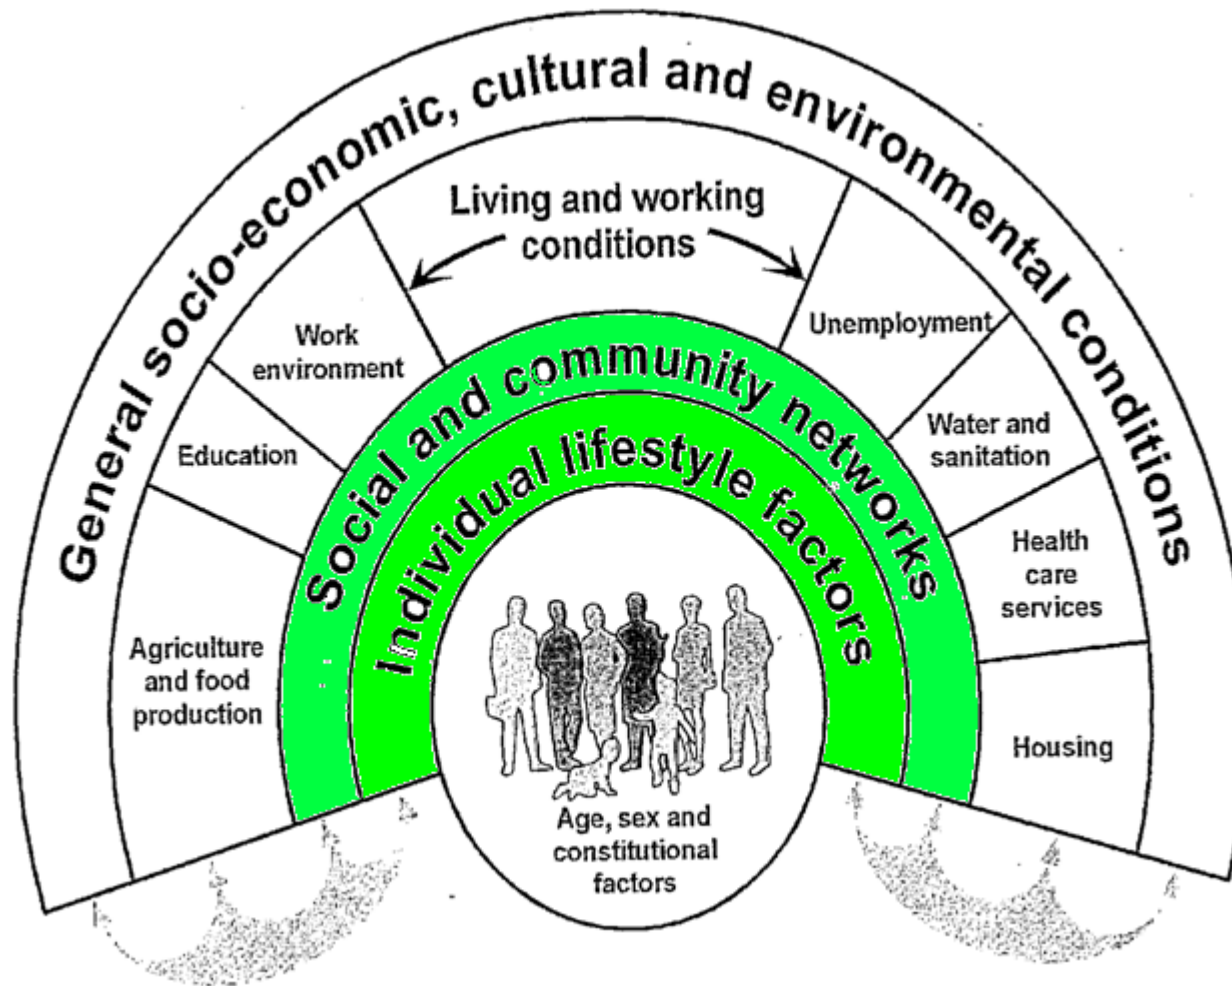 General socio-economic, cultural and environmental conditions
Living and working
conditions
Work
environment
Education
Agriculture
and food
production
Unemployment
Water and
sanitation
Health
care
services
Housing
Social and community networks
Individual lifestyle factors
Age, sex and
constitutional
factors